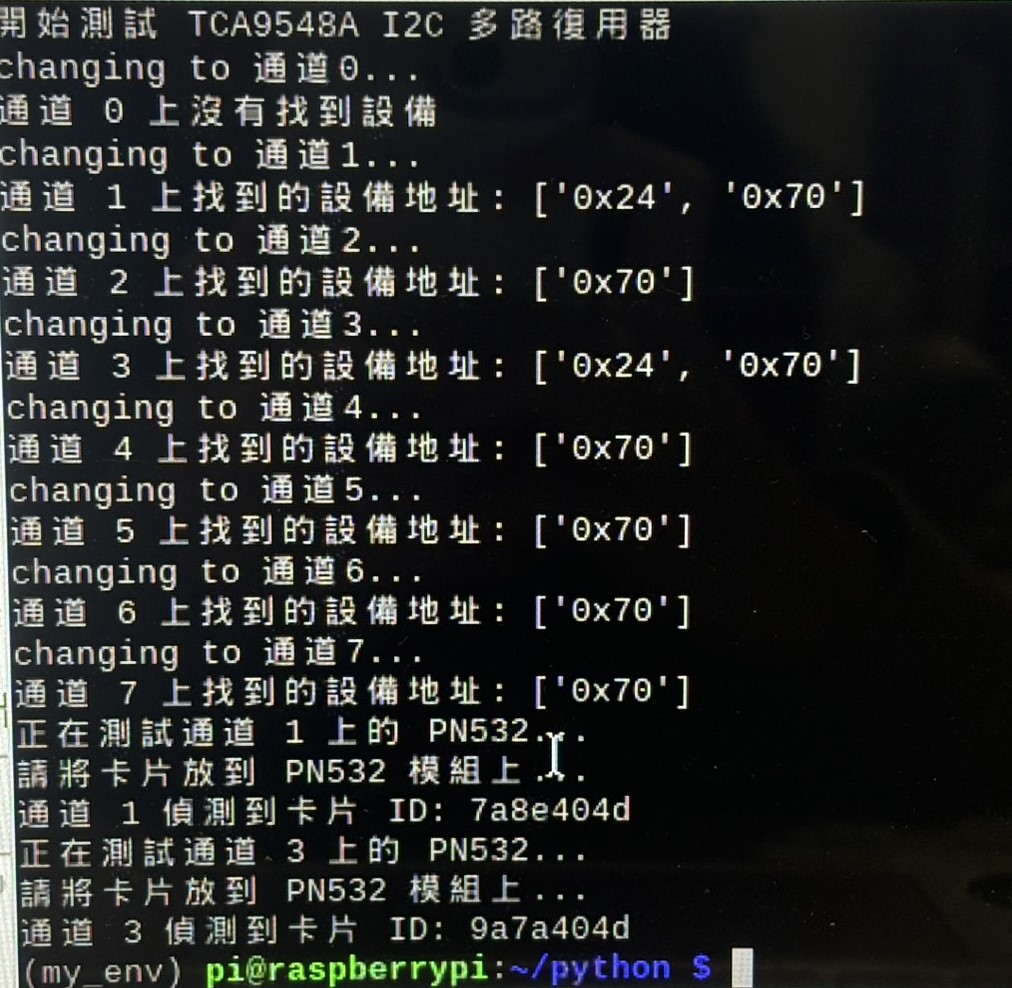 開始測試 TCA9548A I2C 多路復用器
changing to 通道0...
通道 0 上沒有找到設備
changing to 通道1...
通道 1 上找到的設備地址: ['0x24', '0x70']
changing to 通道2...
通道 2 上找到的設備地址: ['0x70']
changing to 通道3...
通道 3 上找到的設備地址: ['0x24', '0x70']
changing to 通道4...
通道 4 上找到的設備地址: ['0x70']
changing to 通道5...
通道 5 上找到的設備地址: ['0x70']
changing to 通道6...
通道 6 上找到的設備地址: ['0x70']
changing to 通道7...
通道 7 上找到的設備地址: ['0x70']
正在測試通道 1 上的 PN532...
請將卡片放到 PN532 模組上...
通道 1 偵測到卡片 ID: 7a8e404d
正在測試通道 3 上的 PN532...
請將卡片放到 PN532 模組上...
通道 3 偵測到卡片 ID: 9a7a404d
(my_env) pi@raspberrypi:~/python $